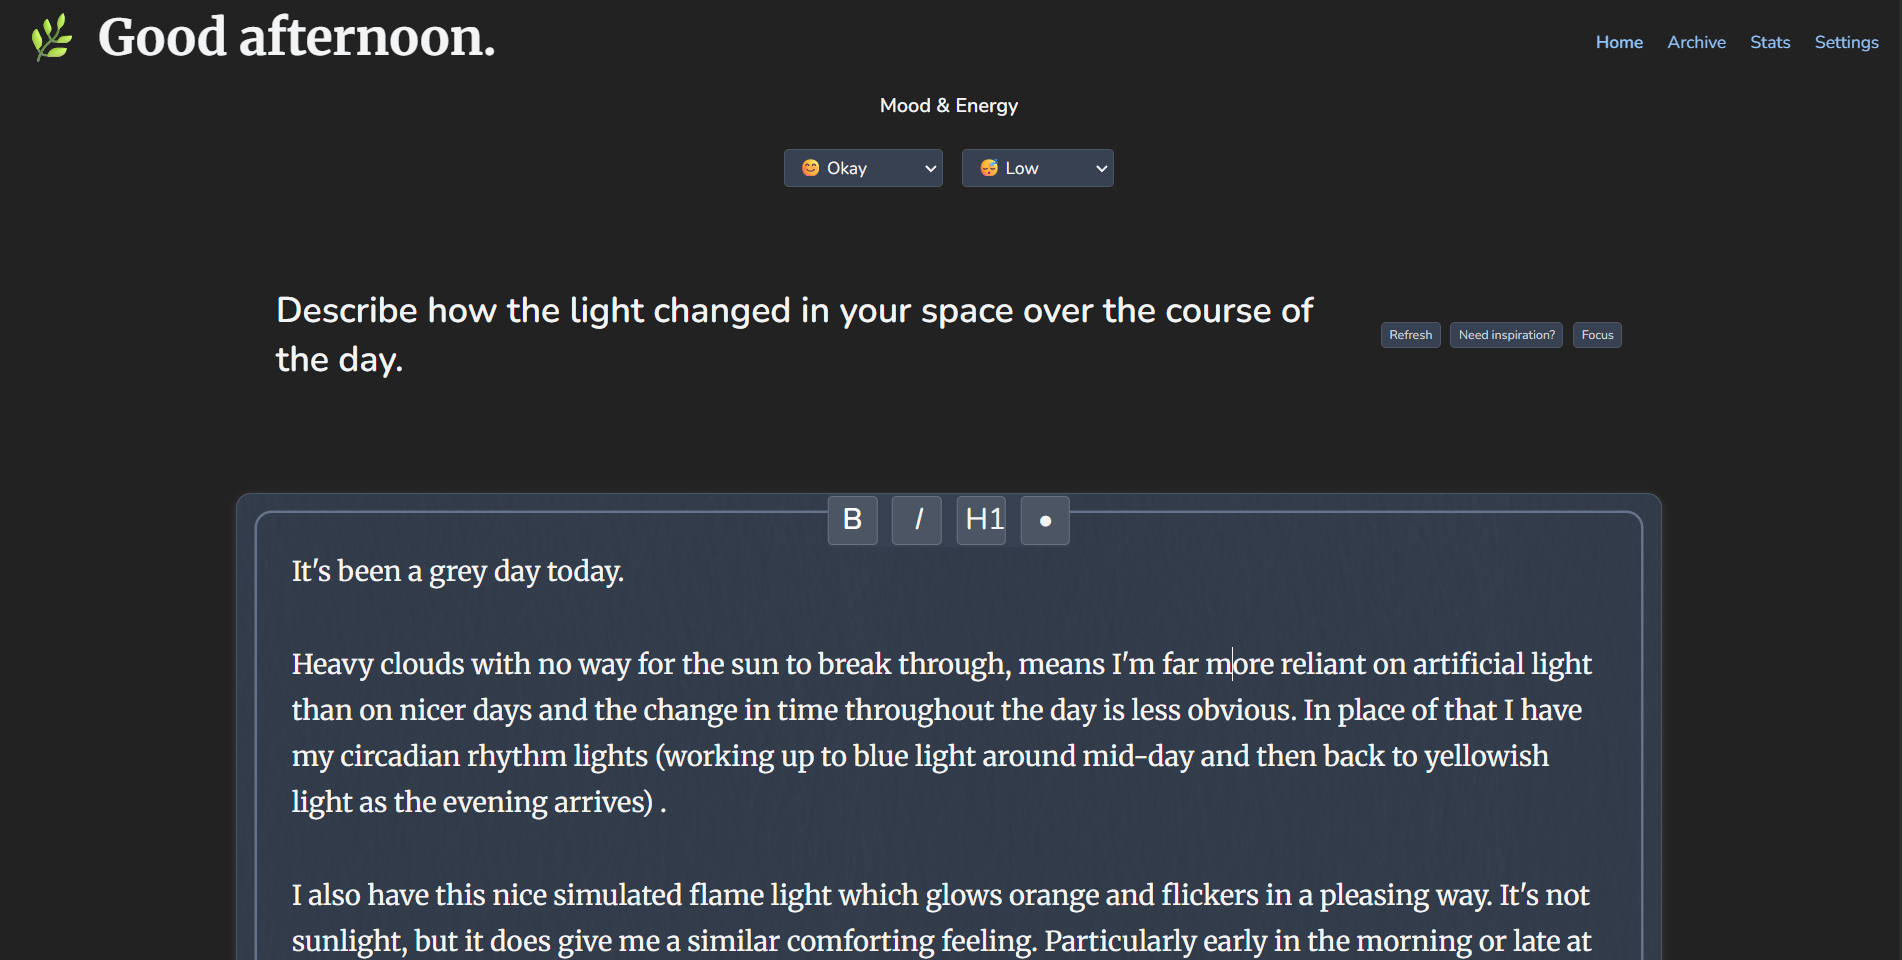 Good afternoon.
Home Archive Stats Settings
Mood & Energy
Okay Low
Describe how the light changed in your space over the course of
the day.
Refresh Need inspiration? Focus
B I H1 ●
It's been a grey day today.
Heavy clouds with no way for the sun to break through, means I'm far more reliant on artificial light
than on nicer days and the change in time throughout the day is less obvious. In place of that I have
my circadian rhythm lights (working up to blue light around mid-day and then back to yellowish
light as the evening arrives) .
I also have this nice simulated flame light which glows orange and flickers in a pleasing way. It's not
sunlight, but it does give me a similar comforting feeling. Particularly early in the morning or late at